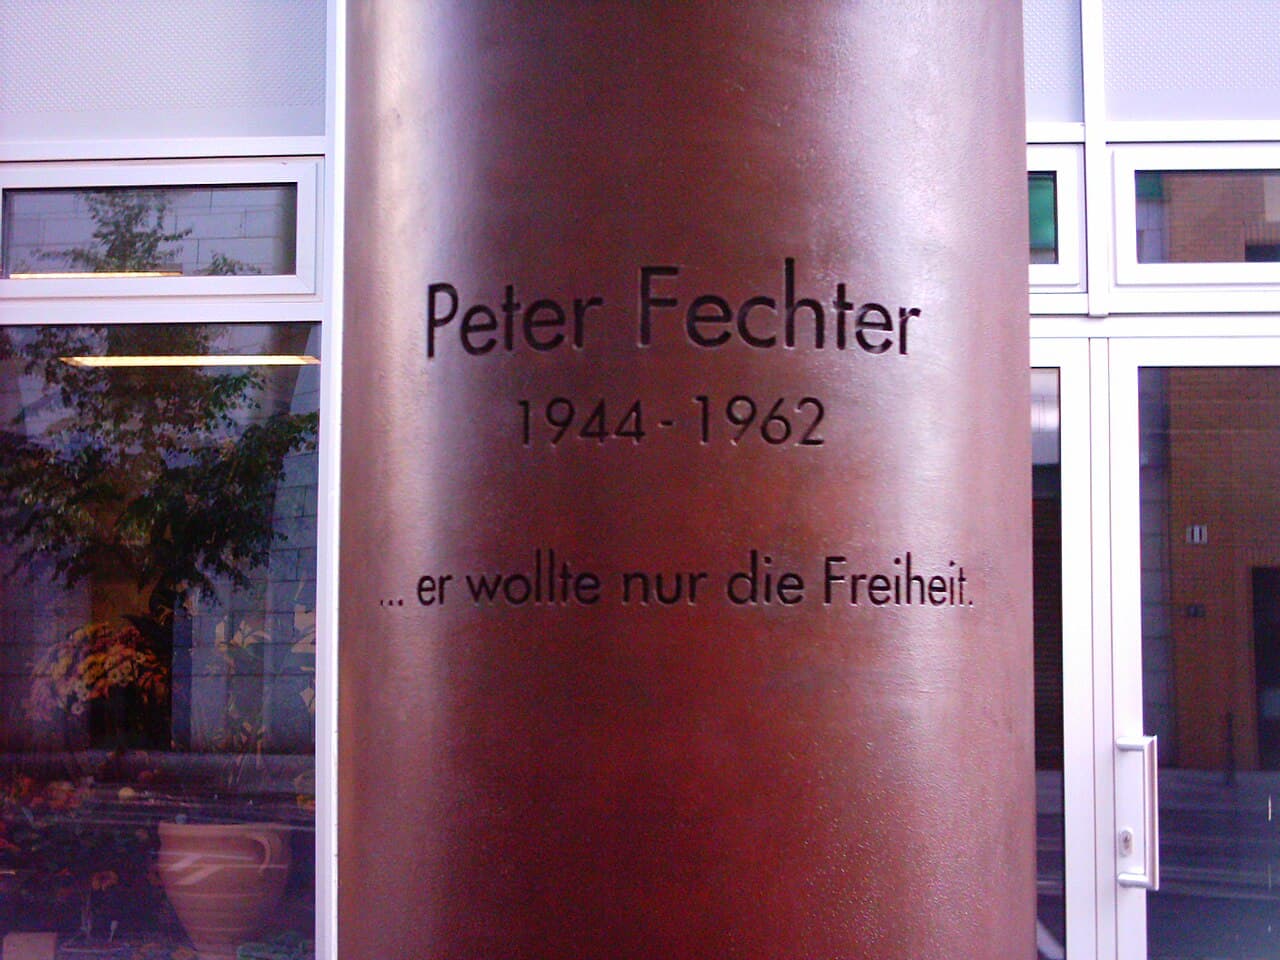 Peter Fechter
1944 - 1962
... er wollte nur die Freiheit.